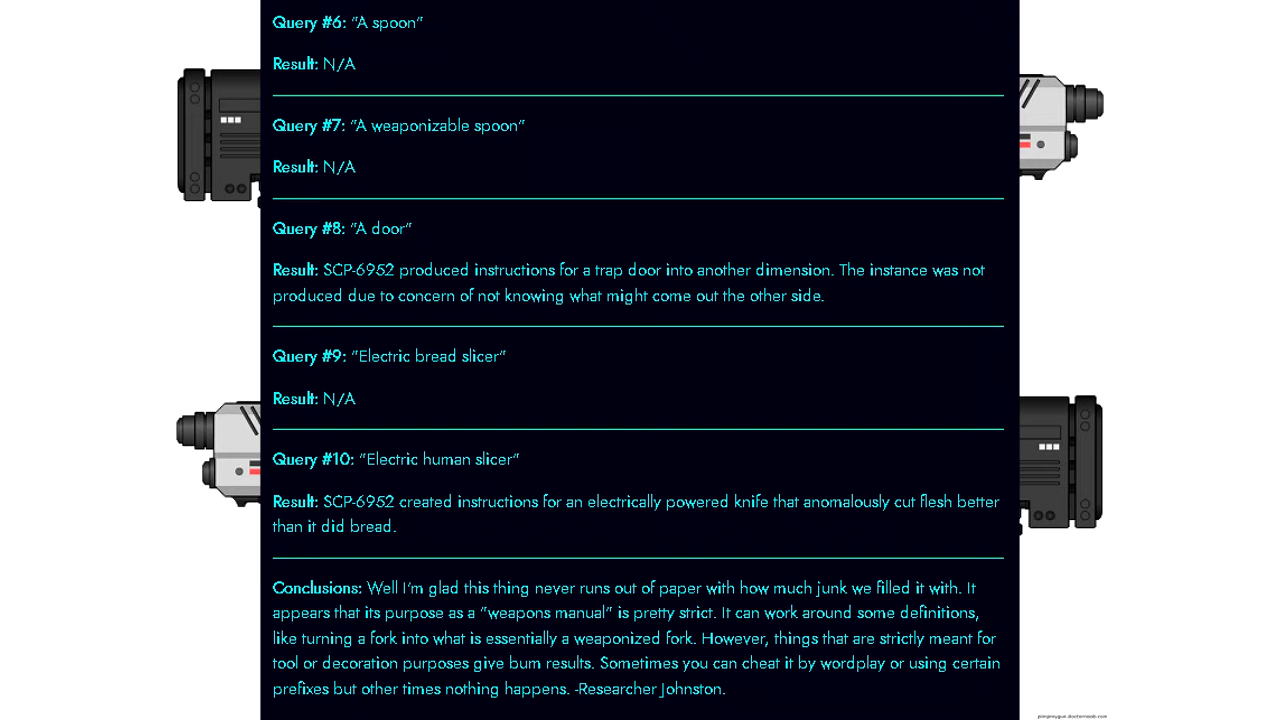 Query #6: "A spoon"
Result: N/A
Query #7: "A weaponizable spoon"
Result: N/A
Query #8: "A door"
Result: SCP-6952 produced instructions for a trap door into another dimension. The instance was not
produced due to concern of not knowing what might come out the other side.
Query #9: "Electric bread slicer"
Result: N/A
Query #10: "Electric human slicer"
Result: SCP-6952 created instructions for an electrically powered knife that anomalously cut flesh better
than it did bread.
Conclusions: Well I'm glad this thing never runs out of paper with how much junk we filled it with. It
appears that its purpose as a "weapons manual" is pretty strict. It can work around some definitions,
like turning a fork into what is essentially a weaponized fork. However, things that are strictly meant for
tool or decoration purposes give bum results. Sometimes you can cheat it by wordplay or using certain
prefixes but other times nothing happens. -Researcher Johnston.
pimpmygun.doctornoob.com